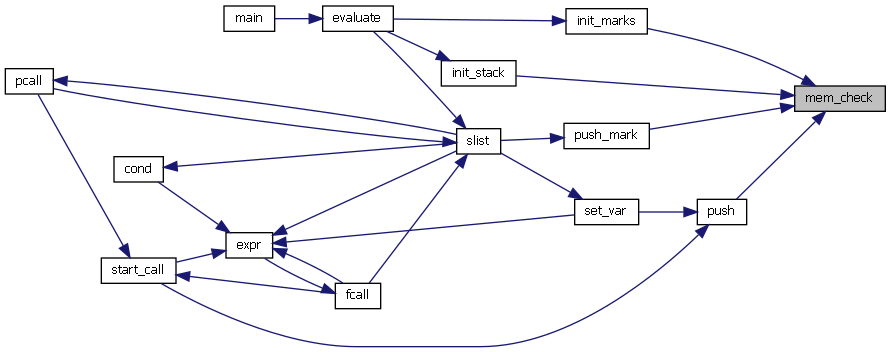 main
evaluate
init_marks
init_stack
pcall
mem_check
push_mark
slist
cond
set_var
push
expr
start_call
fcall